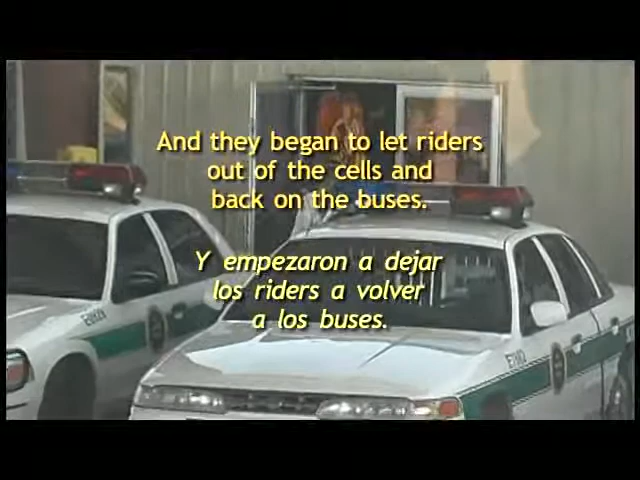 And they began to let riders
out of the cells and
back on the buses.
Y empezaron a dejar
los riders a volver
a los buses.